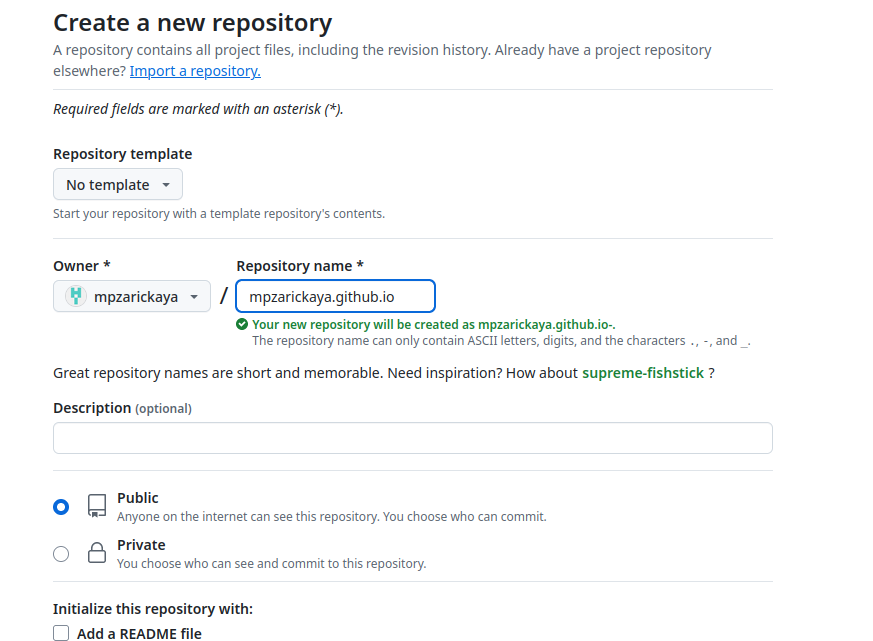 Create a new repository
A repository contains all project files, including the revision history. Already have a project repository
elsewhere? Import a repository.
Required fields are marked with an asterisk (*).
Repository template
No template
Start your repository with a template repository's contents.
Owner * Repository name *
mpzarickaya / mpzarickaya.github.io
Your new repository will be created as mpzarickaya.github.io-.
The repository name can only contain ASCII letters, digits, and the characters ., -, and _.
Great repository names are short and memorable. Need inspiration? How about supreme-fishstick ?
Description (optional)
Public
Anyone on the internet can see this repository. You choose who can commit.
Private
You choose who can see and commit to this repository.
Initialize this repository with:
Add a README file